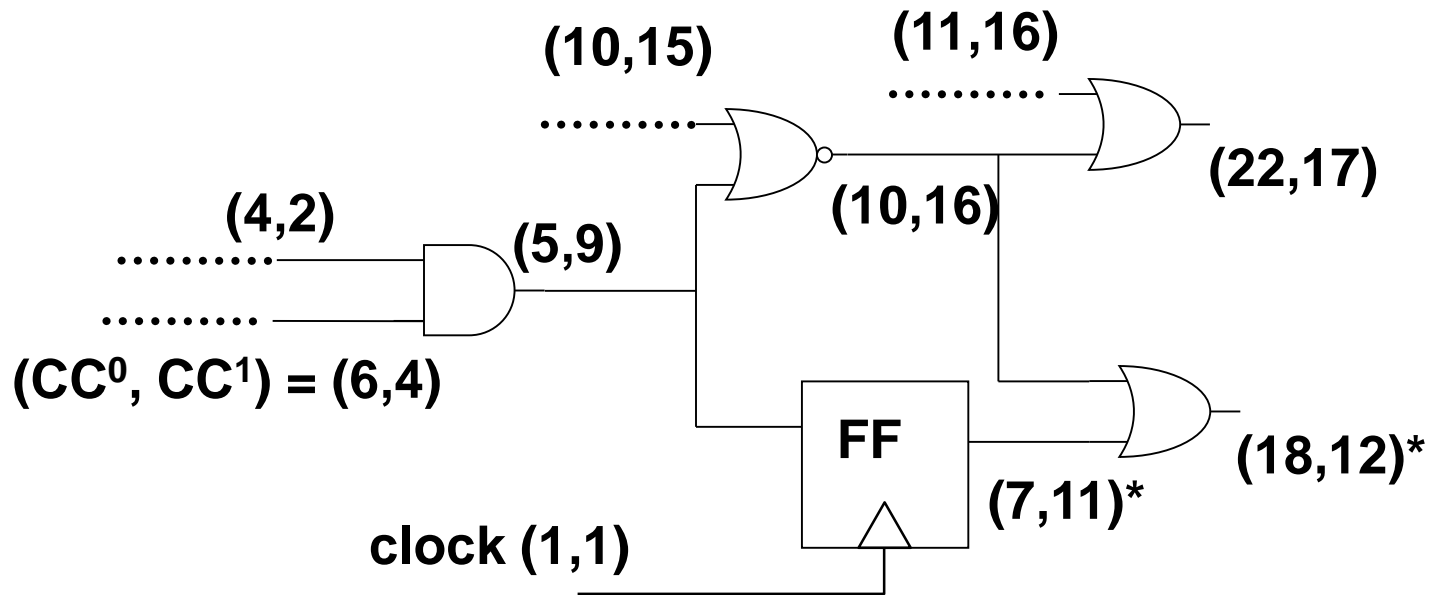 (10,15)
(11,16)
(22,17)
(10,16)
(4,2)
(5,9)
(CC⁰, CC¹) = (6,4)
FF
(18,12)*
(7,11)*
clock (1,1)